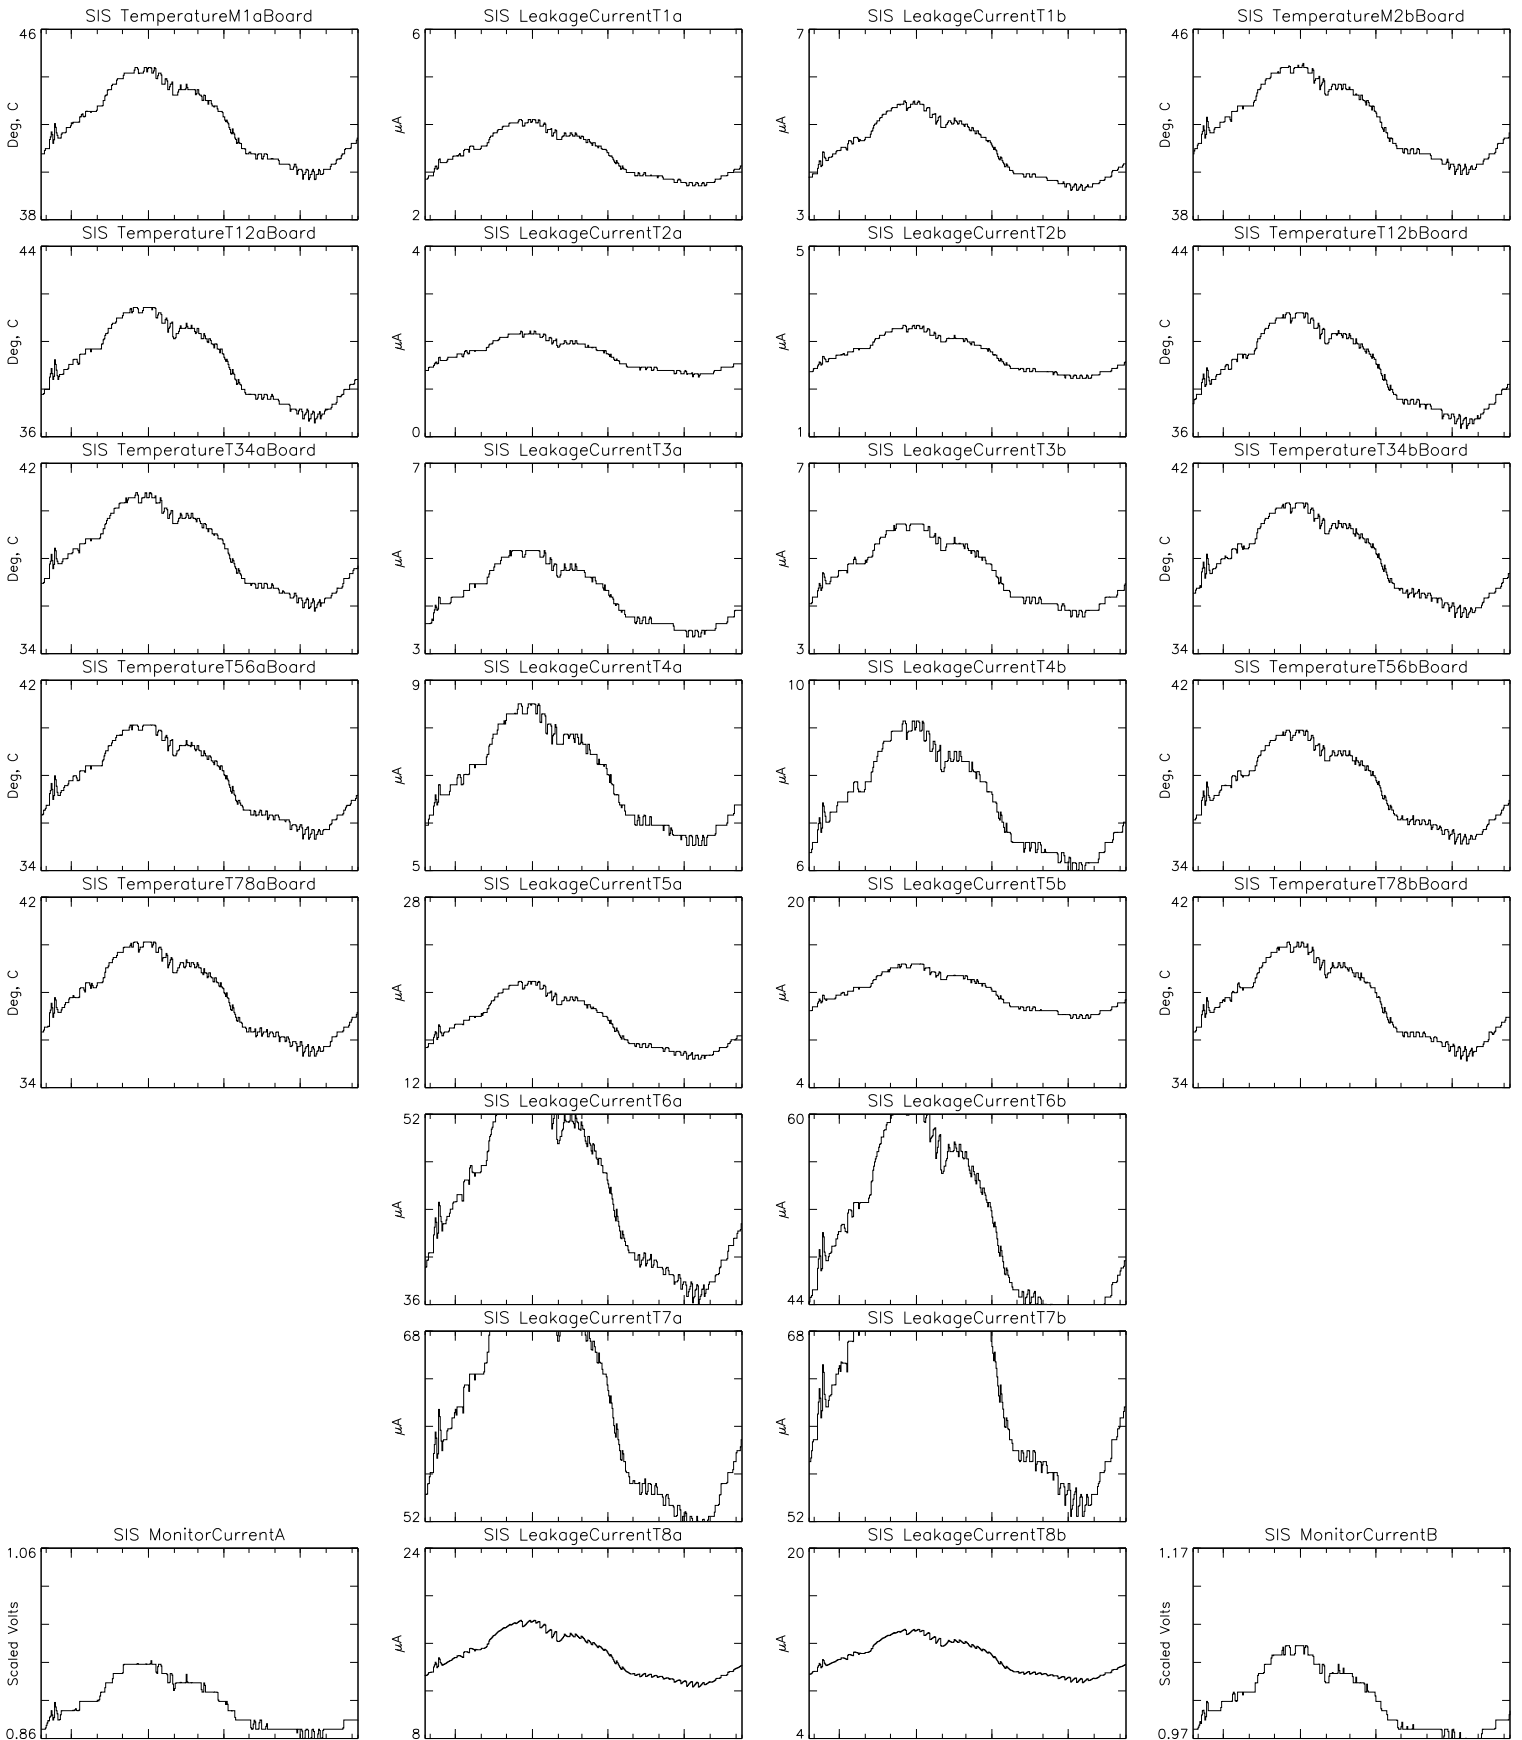 SIS TemperatureM1aBoard
46
Deg. C
38
SIS LeakageCurrentT1a
6
µA
2
SIS LeakageCurrentT1b
7
µA
3
SIS TemperatureM2bBoard
46
Deg. C
38
SIS TemperatureT12aBoard
44
Deg. C
36
SIS LeakageCurrentT2a
4
µA
0
SIS LeakageCurrentT2b
5
µA
1
SIS TemperatureT12bBoard
44
Deg. C
36
SIS TemperatureT34aBoard
42
Deg. C
34
SIS LeakageCurrentT3a
7
µA
3
SIS LeakageCurrentT3b
7
µA
3
SIS TemperatureT34bBoard
42
Deg. C
34
SIS TemperatureT56aBoard
42
Deg. C
34
SIS LeakageCurrentT4a
9
µA
5
SIS LeakageCurrentT4b
10
µA
6
SIS TemperatureT56bBoard
42
Deg. C
34
SIS TemperatureT78aBoard
42
Deg. C
34
SIS LeakageCurrentT5a
28
µA
12
SIS LeakageCurrentT5b
20
µA
4
SIS TemperatureT78bBoard
42
Deg. C
34
SIS LeakageCurrentT6a
52
µA
36
SIS LeakageCurrentT6b
60
µA
44
SIS LeakageCurrentT7a
68
µA
52
SIS LeakageCurrentT7b
68
µA
52
SIS MonitorCurrentA
1.06
Scaled Volts
0.86
SIS LeakageCurrentT8a
24
µA
8
SIS LeakageCurrentT8b
20
µA
4
SIS MonitorCurrentB
1.17
Scaled Volts
0.97